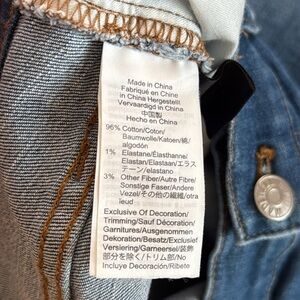 Made in China
Fabriqué en Chine
in China Hergestellt
Vervaardigd in China
中国製
Hecho en China
96% Cotton/Coton/
Baumwolle/Katoen/綿/
algodón
1% Elastane/Élasthanne/
Elastan/Elastaan/エラス
テーン/elastano
3% Other Fiber/Autre Fibre/
Sonstige Faser/Andere
Vezel/その他の繊維/otra
leud
Exclusive Of Decoration/
Trimming/Sauf Décoration/
Garnitures/Ausgenommen
Dekoration/Besatz/Exclusief
Versiering/Garneersel/装飾
部分を除く/トリム部/No
Incluye Decoración/Ribete